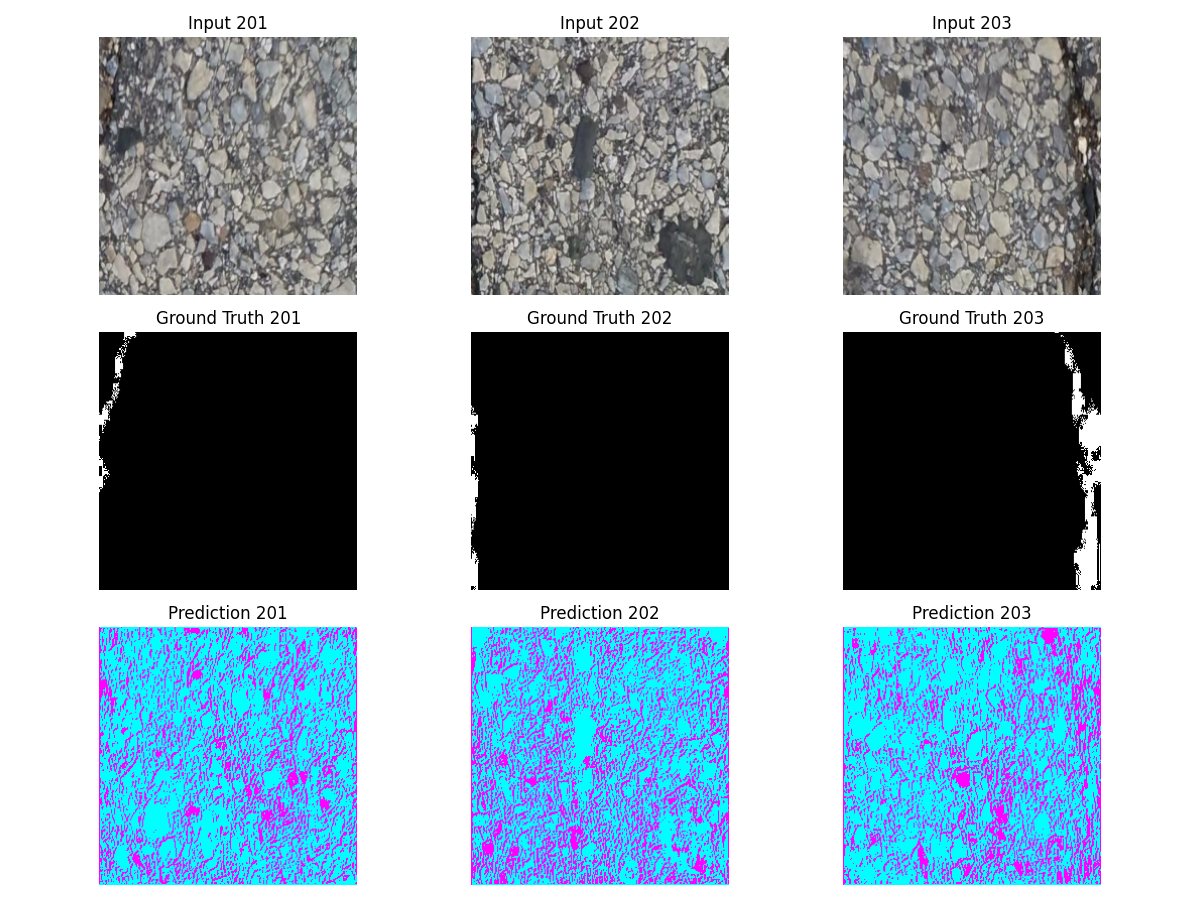 Input 201
Input 202
Input 203
Ground Truth 201
Ground Truth 202
Ground Truth 203
Prediction 201
Prediction 202
Prediction 203